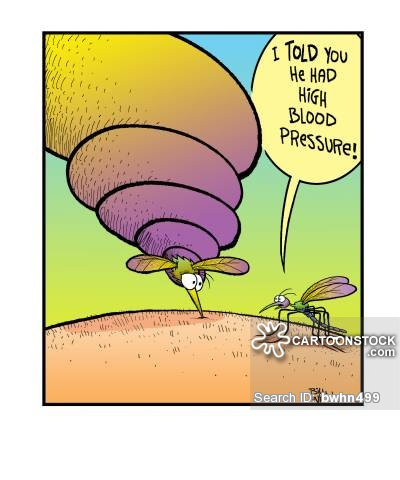 I TOLD YOU
HE HAD
HIGH
BLOOD
PRESSURE!
CARTOONSTOCK
.com
Search ID: bwhn499